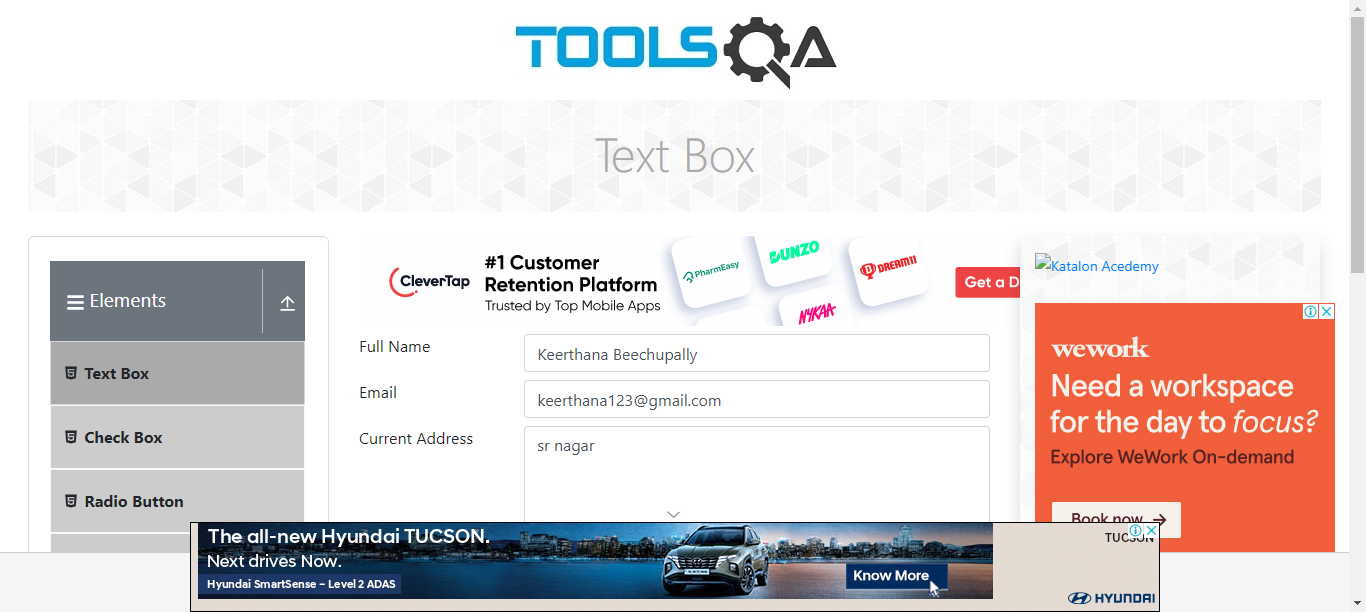 TOOLSQA
Text Box
Elements
Text Box
Check Box
Radio Button
CleverTap
#1 Customer
Retention Platform
Trusted by Top Mobile Apps
PharmEasy
DUNZO
NYKAA
DREAM11
Get a D
Full Name
Keerthana Beechupally
Email
keerthana123@gmail.com
Current Address
sr nagar
Katalon Acedemy
wework
Need a workspace
for the day to focus?
Explore WeWork On-demand
Book now
The all-new Hyundai TUCSON.
Next drives Now.
Hyundai SmartSense – Level 2 ADAS
Know More
TUCSON
HYUNDAI